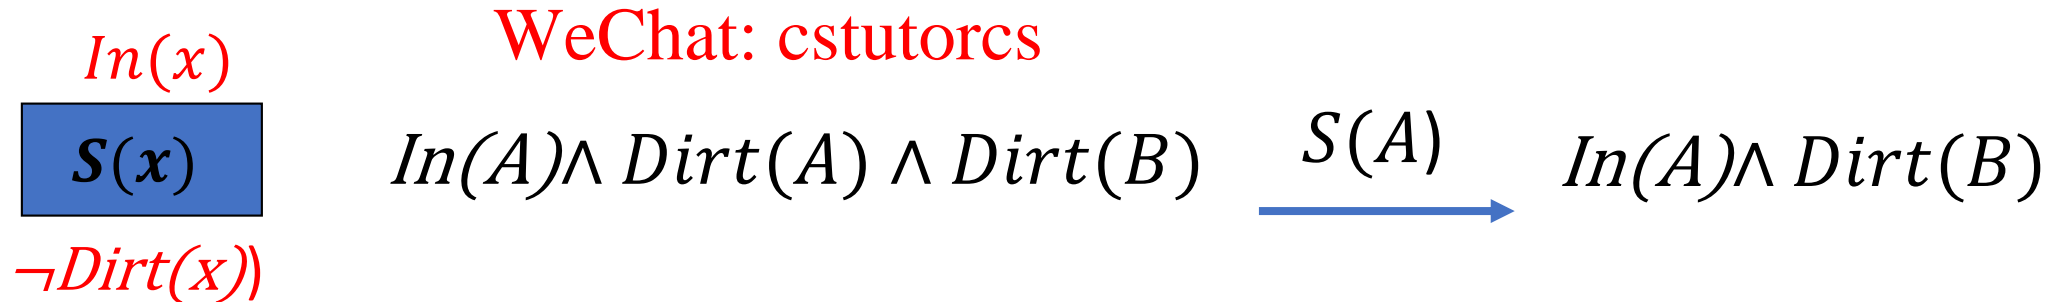 WeChat: cstutorcs
In(x)
S(x)
¬Dirt(x))
In(A)∧ Dirt(A) ∧ Dirt(B)
S(A)
In(A)∧ Dirt(B)